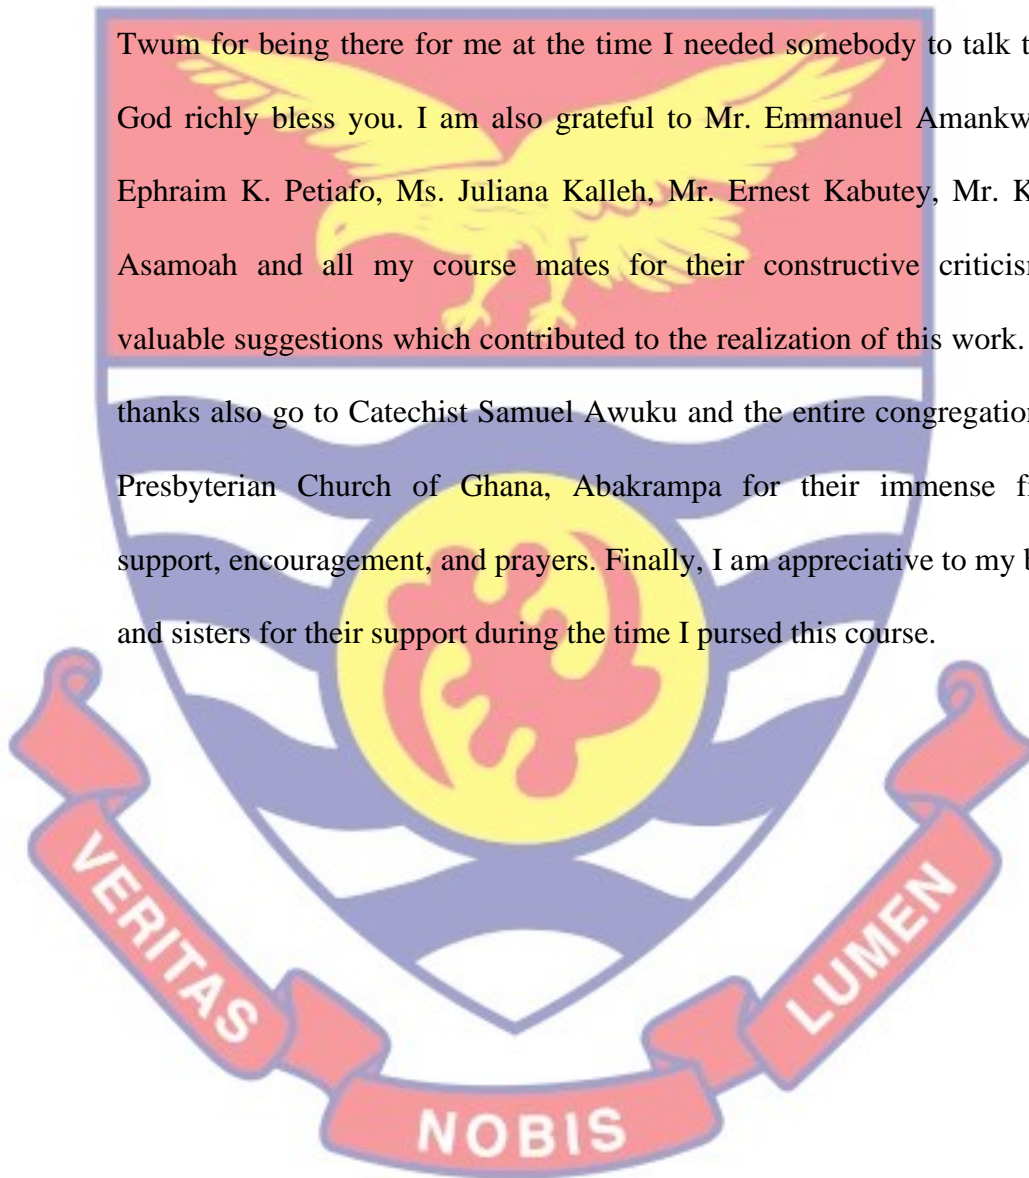 Twum for being there for me at the time I needed somebody to talk t
God richly bless you. I am also grateful to Mr. Emmanuel Amankw
Ephraim K. Petiafo, Ms. Juliana Kalleh, Mr. Ernest Kabutey, Mr. K
Asamoah and all my course mates for their constructive criticis
valuable suggestions which contributed to the realization of this work.
thanks also go to Catechist Samuel Awuku and the entire congregation
Presbyterian Church of Ghana, Abakrampa for their immense f
support, encouragement, and prayers. Finally, I am appreciative to my b
and sisters for their support during the time I pursed this course.
VERITAS
NOBIS
LUMEN